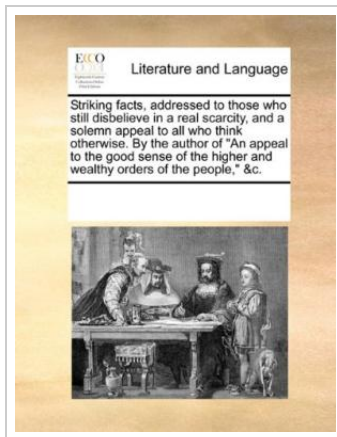 ECCO
Literature and Language
Striking facts, addressed to those who
still disbelieve in a real scarcity, and a
solemn appeal to all who think
otherwise. By the author of "An appeal
to the good sense of the higher and
wealthy orders of the people," &c.